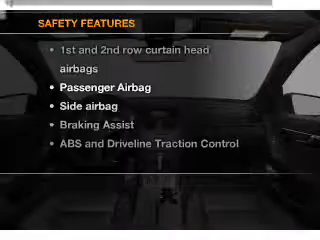 SAFETY FEATURES
• 1st and 2nd row curtain head
airbags
• Passenger Airbag
• Side airbag
• Braking Assist
• ABS and Driveline Traction Control